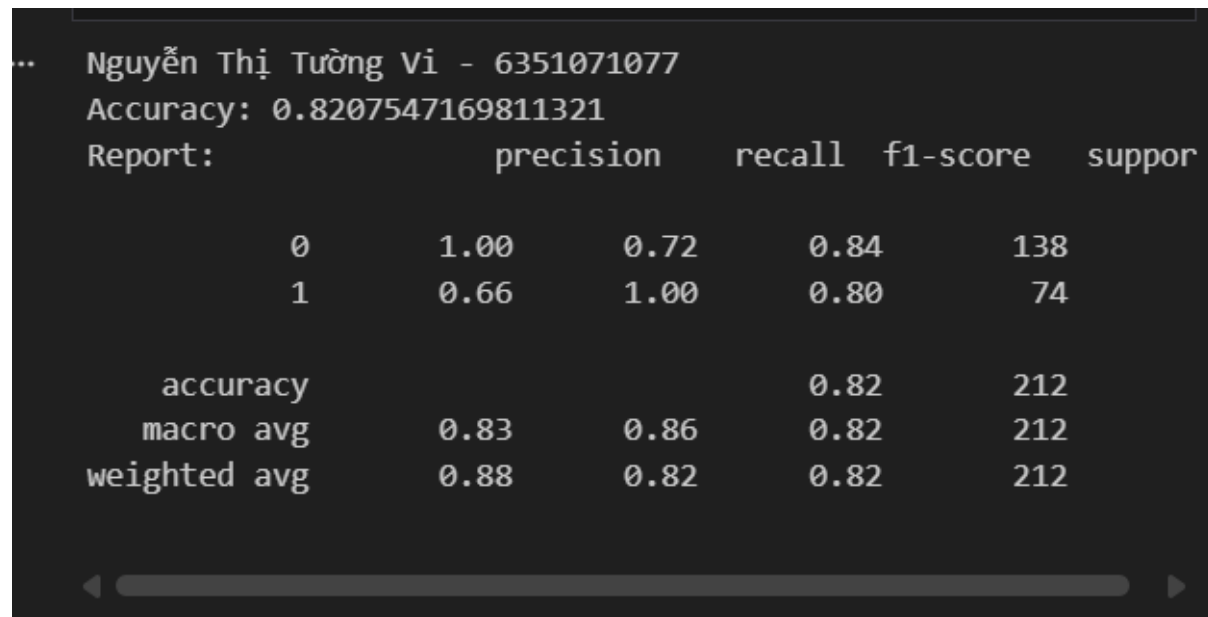 ... Nguyễn Thị Tường Vi - 6351071077
Accuracy: 0.8207547169811321
Report: precision recall f1-score suppor
0 1.00 0.72 0.84 138
1 0.66 1.00 0.80 74
accuracy 0.82 212
macro avg 0.83 0.86 0.82 212
weighted avg 0.88 0.82 0.82 212